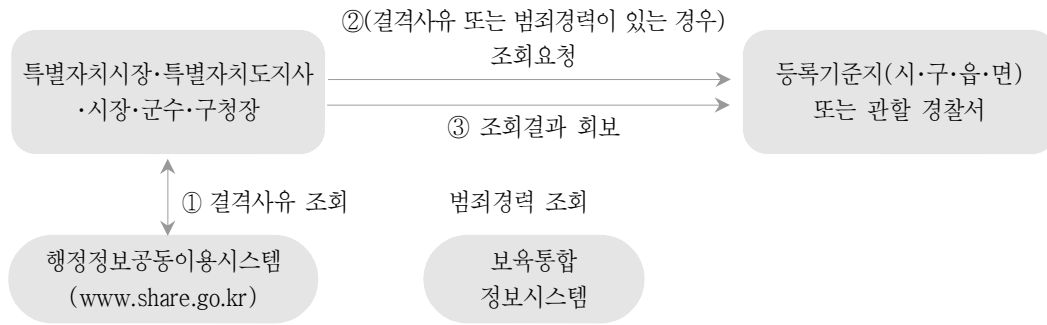 ②(결격사유 또는 범죄경력이 있는 경우)
조회요청
특별자치시장·특별자치도지사
·시장·군수·구청장
등록기준지(시·구·읍·면)
또는 관할 경찰서
③ 조회결과 회보
① 결격사유 조회
범죄경력 조회
행정정보공동이용시스템
(www.share.go.kr)
보육통합
정보시스템